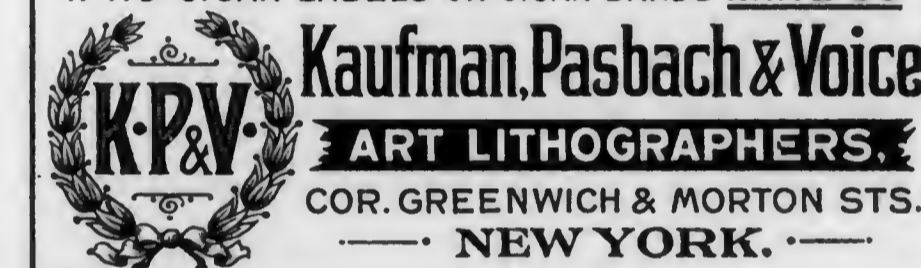 K·P&V·
Kaufman, Pasbach & Voice
ART LITHOGRAPHERS,
COR. GREENWICH & MORTON STS.
NEW YORK.